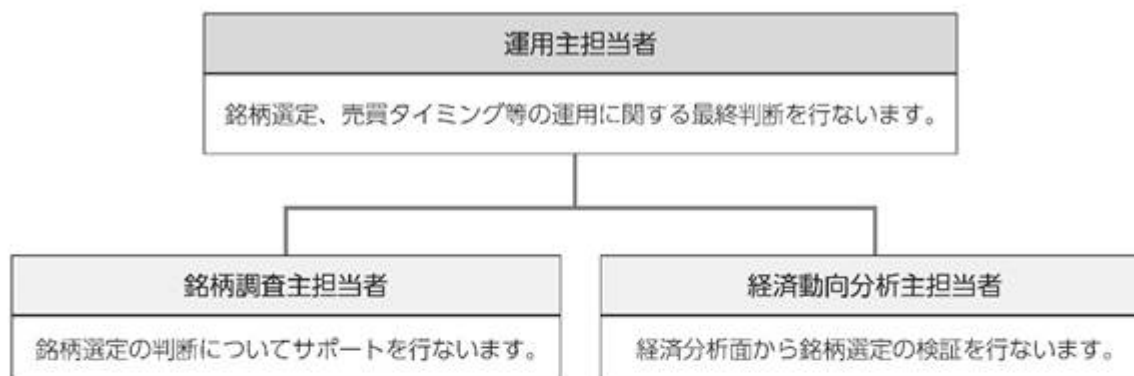 運用主担当者
銘柄選定、売買タイミング等の運用に関する最終判断を行ないます。
銘柄調査主担当者
銘柄選定の判断についてサポートを行ないます。
経済動向分析主担当者
経済分析面から銘柄選定の検証を行ないます。